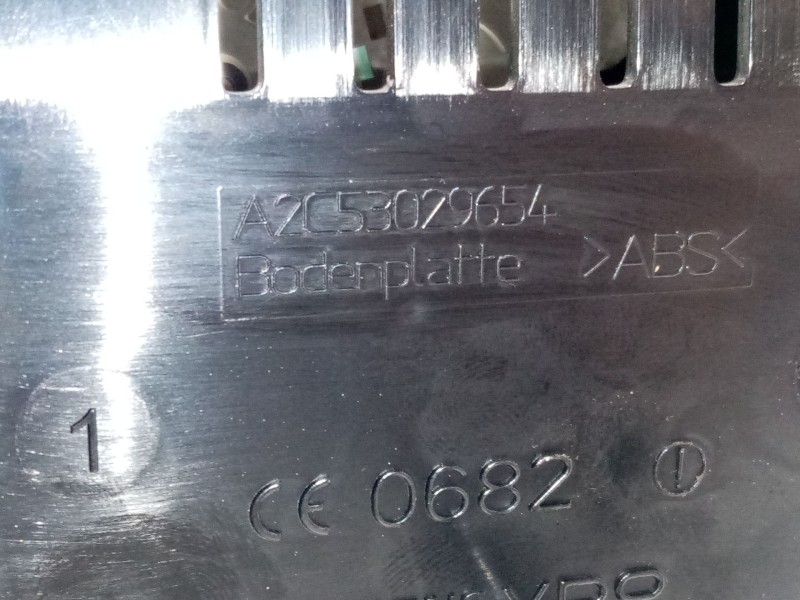 A2C53029654
Bodenplatte >ABS<
1
CE 0682 !